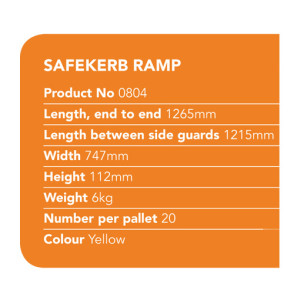 SAFEKERB RAMP
Product No 0804
Length, end to end 1265mm
Length between side guards 1215mm
Width 747mm
Height 112mm
Weight 6kg
Number per pallet 20
Colour Yellow